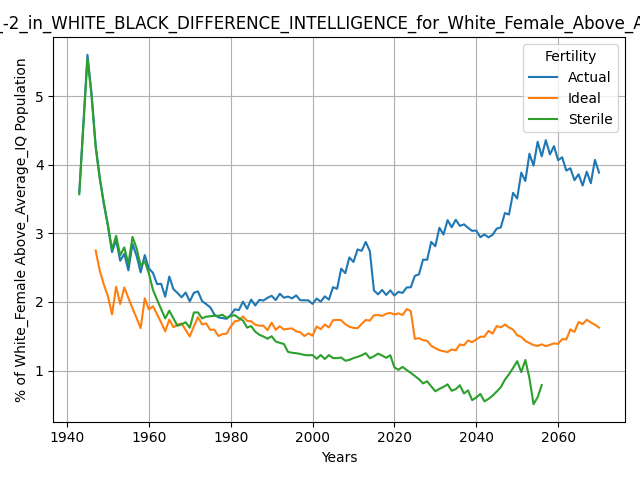 _-2_in_WHITE_BLACK_DIFFERENCE_INTELLIGENCE_for_White_Female_Above_A
% of White_Female Above_Average_IQ Population
Fertility
Actual
Ideal
Sterile
5
4
3
2
1
1940 1960 1980 2000 2020 2040 2060
Years